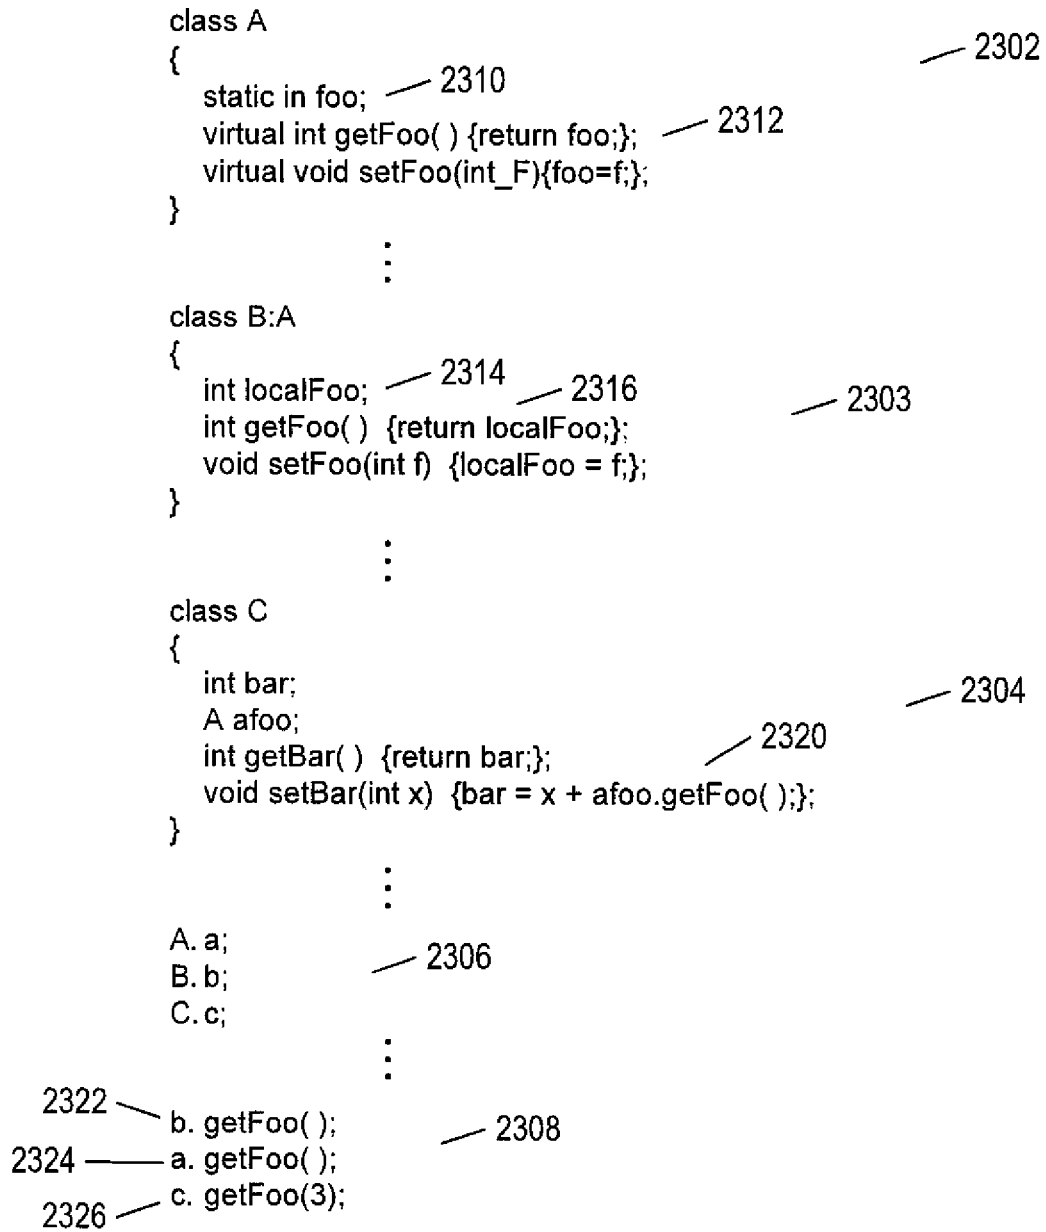 class A
{ 2302
static in foo; 2310
virtual int getFoo( ) {return foo;}; 2312
virtual void setFoo(int_F){foo=f;};
}
class B:A
{
int localFoo; 2314 2316
int getFoo( ) {return localFoo;}; 2303
void setFoo(int f) {localFoo = f;};
}
class C
{
int bar; 2304
A afoo;
int getBar( ) {return bar;}; 2320
void setBar(int x) {bar = x + afoo.getFoo( );};
}
A. a;
B. b; 2306
C. c;
2322 b. getFoo( ); 2308
2324 a. getFoo( );
2326 c. getFoo(3);